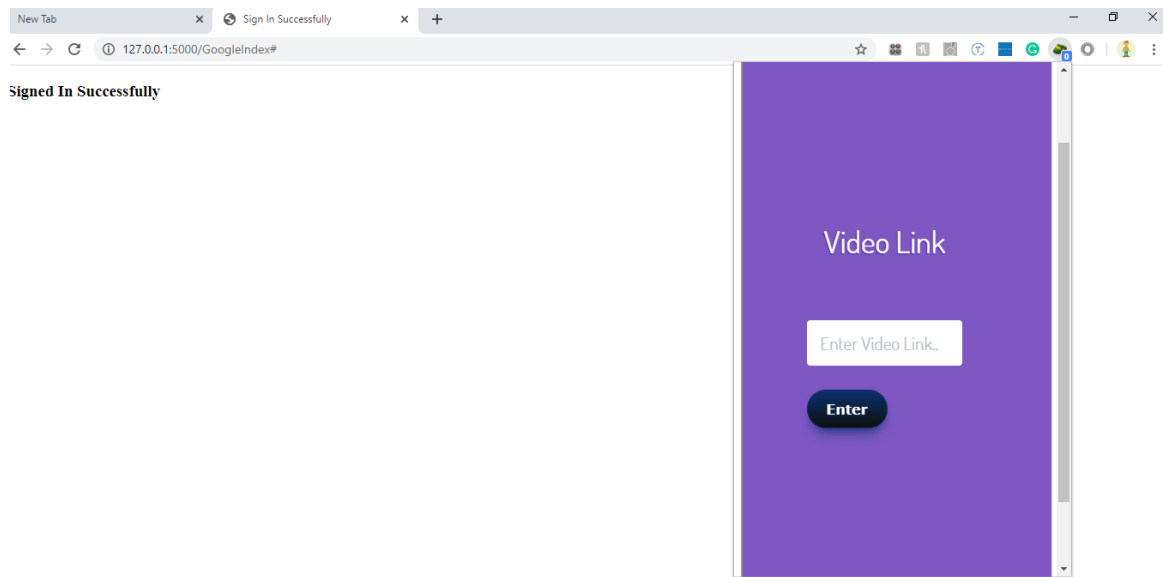 New Tab
Sign In Successfully
127.0.0.1:5000/GoogleIndex#
0
Signed In Successfully
Video Link
Enter Video Link..
Enter